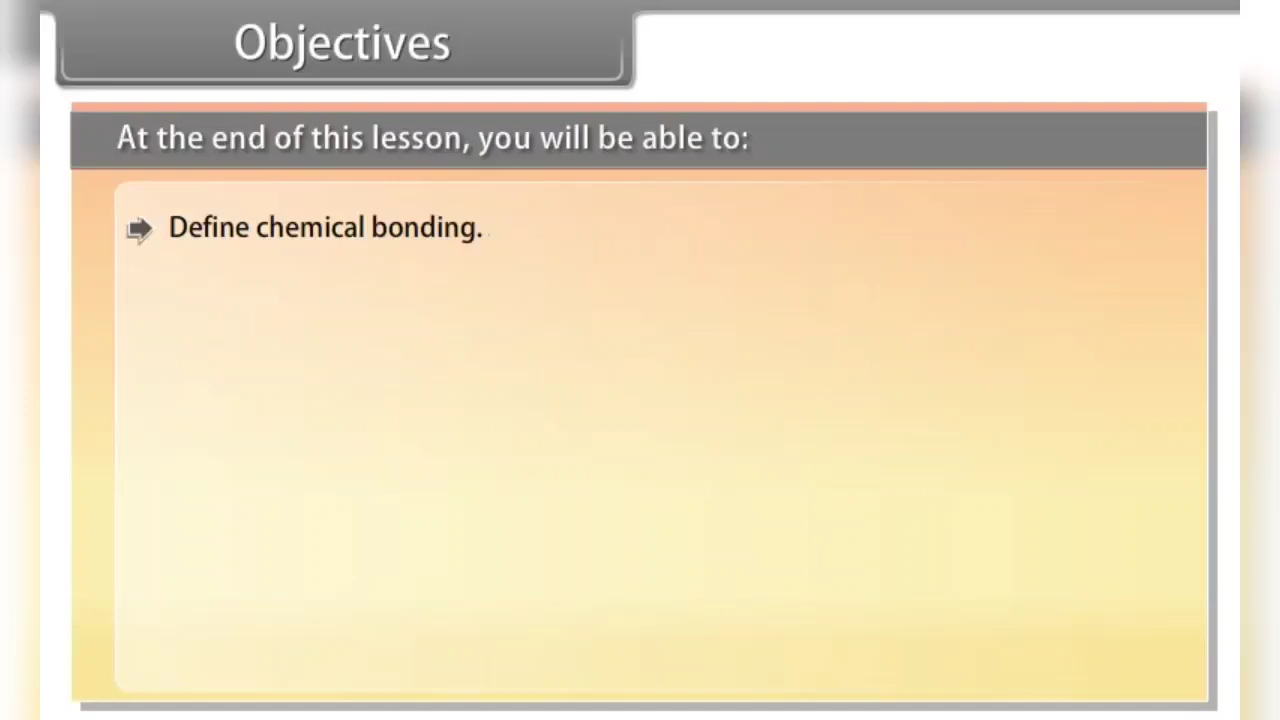 Objectives
At the end of this lesson, you will be able to:
Define chemical bonding.